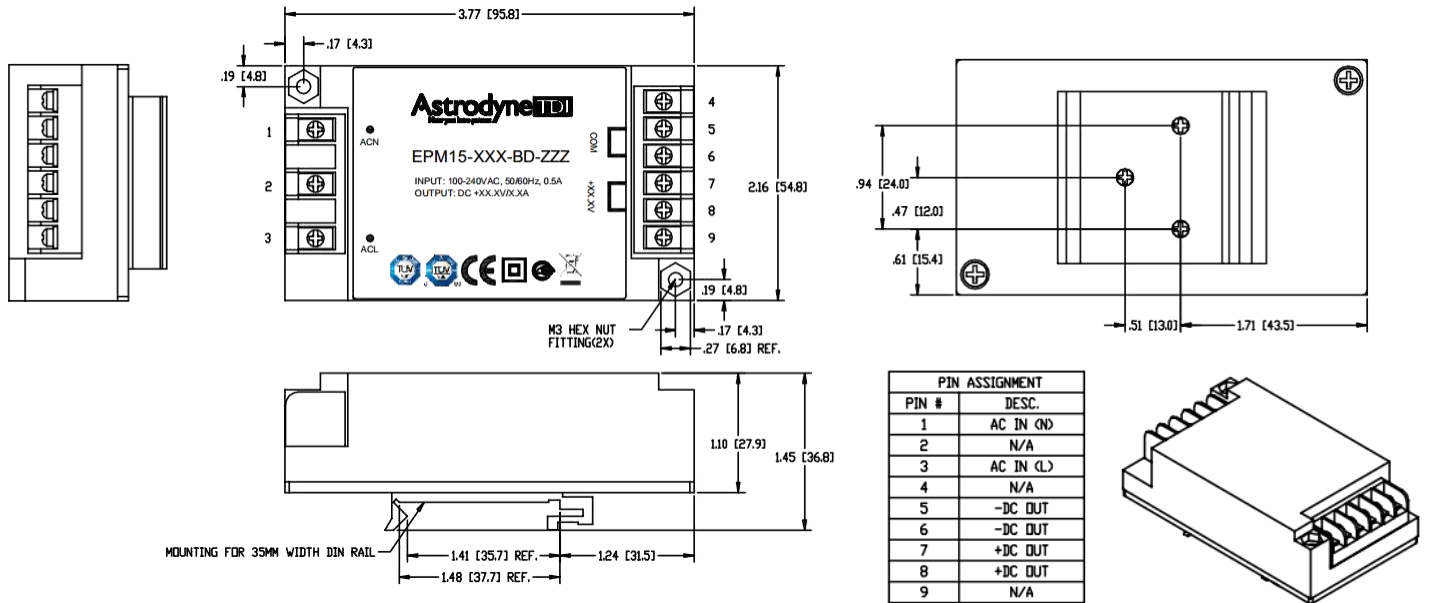 3.77 [95.8]
.17 [4.3]
.19 [4.8]
Astrodyne TDI
1
2
3
ACN
ACL
EPM15-XXX-BD-ZZZ
INPUT: 100-240VAC, 50/60Hz, 0.5A
OUTPUT: DC +XX.XV/X.XA
COM
+XX.XV
4
5
6
7
8
9
2.16 [54.8]
TUV
TUV
CE
.19 [4.8]
.17 [4.3]
.27 [6.8] REF.
M3 HEX NUT
FITTING(2X)
.94 [24.0]
.47 [12.0]
.61 [15.4]
.51 [13.0]
1.71 [43.5]
1.10 [27.9]
1.45 [36.8]
MOUNTING FOR 35MM WIDTH DIN RAIL
1.41 [35.7] REF.
1.24 [31.5]
1.48 [37.7] REF.
PIN ASSIGNMENT
PIN # DESC.
1 AC IN (N)
2 N/A
3 AC IN (L)
4 N/A
5 -DC OUT
6 -DC OUT
7 +DC OUT
8 +DC OUT
9 N/A